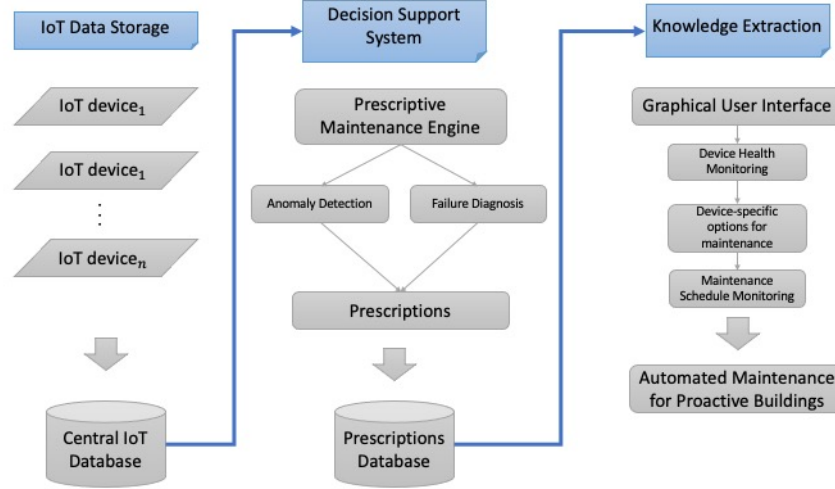 IoT Data Storage
IoT device₁
IoT device₁
⋮
IoT deviceₙ
Central IoT
Database
Decision Support
System
Prescriptive
Maintenance Engine
Anomaly Detection
Failure Diagnosis
Prescriptions
Prescriptions
Database
Knowledge Extraction
Graphical User Interface
Device Health
Monitoring
Device-specific
options for
maintenance
Maintenance
Schedule Monitoring
Automated Maintenance
for Proactive Buildings